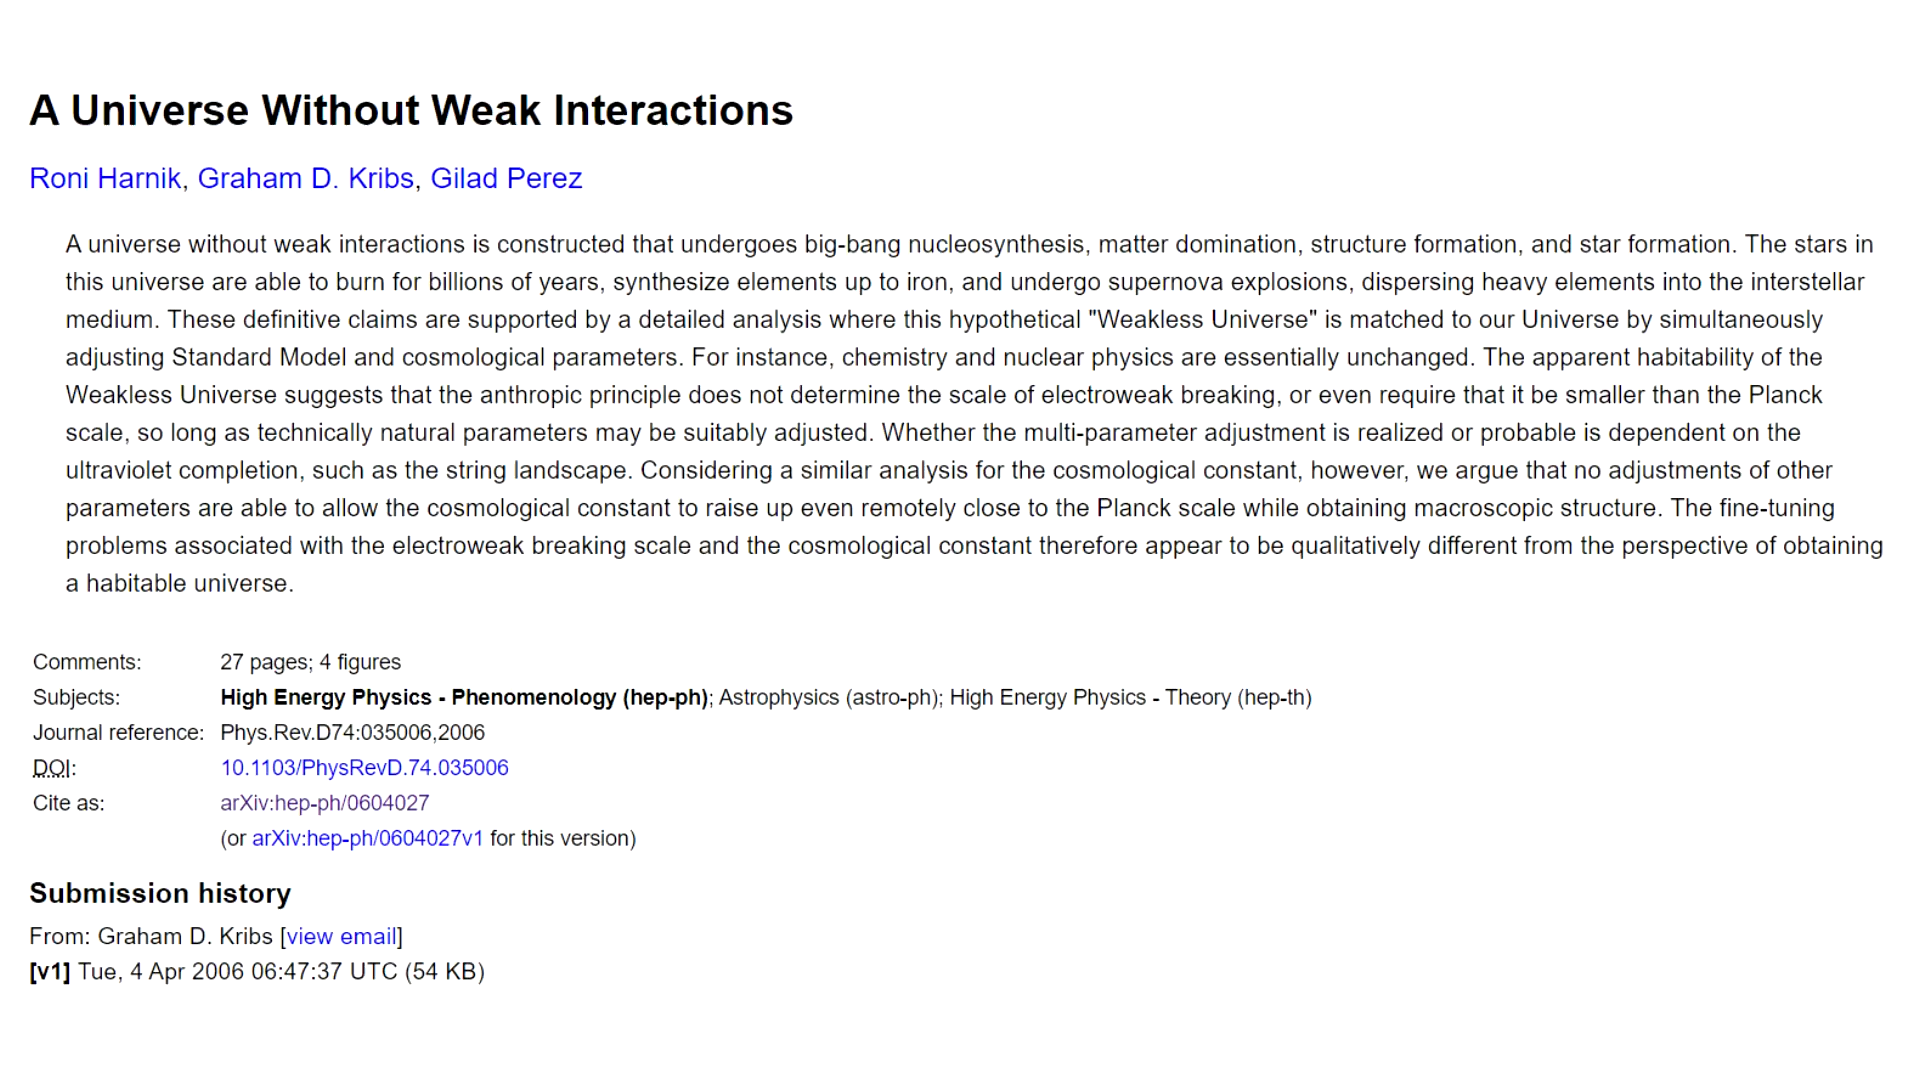 A Universe Without Weak Interactions
Roni Harnik, Graham D. Kribs, Gilad Perez
A universe without weak interactions is constructed that undergoes big-bang nucleosynthesis, matter domination, structure formation, and star formation. The stars in
this universe are able to burn for billions of years, synthesize elements up to iron, and undergo supernova explosions, dispersing heavy elements into the interstellar
medium. These definitive claims are supported by a detailed analysis where this hypothetical "Weakless Universe" is matched to our Universe by simultaneously
adjusting Standard Model and cosmological parameters. For instance, chemistry and nuclear physics are essentially unchanged. The apparent habitability of the
Weakless Universe suggests that the anthropic principle does not determine the scale of electroweak breaking, or even require that it be smaller than the Planck
scale, so long as technically natural parameters may be suitably adjusted. Whether the multi-parameter adjustment is realized or probable is dependent on the
ultraviolet completion, such as the string landscape. Considering a similar analysis for the cosmological constant, however, we argue that no adjustments of other
parameters are able to allow the cosmological constant to raise up even remotely close to the Planck scale while obtaining macroscopic structure. The fine-tuning
problems associated with the electroweak breaking scale and the cosmological constant therefore appear to be qualitatively different from the perspective of obtaining
a habitable universe.
Comments: 27 pages; 4 figures
Subjects: High Energy Physics - Phenomenology (hep-ph); Astrophysics (astro-ph); High Energy Physics - Theory (hep-th)
Journal reference: Phys.Rev.D74:035006,2006
DOI: 10.1103/PhysRevD.74.035006
Cite as: arXiv:hep-ph/0604027
(or arXiv:hep-ph/0604027v1 for this version)
Submission history
From: Graham D. Kribs [view email]
[v1] Tue, 4 Apr 2006 06:47:37 UTC (54 KB)